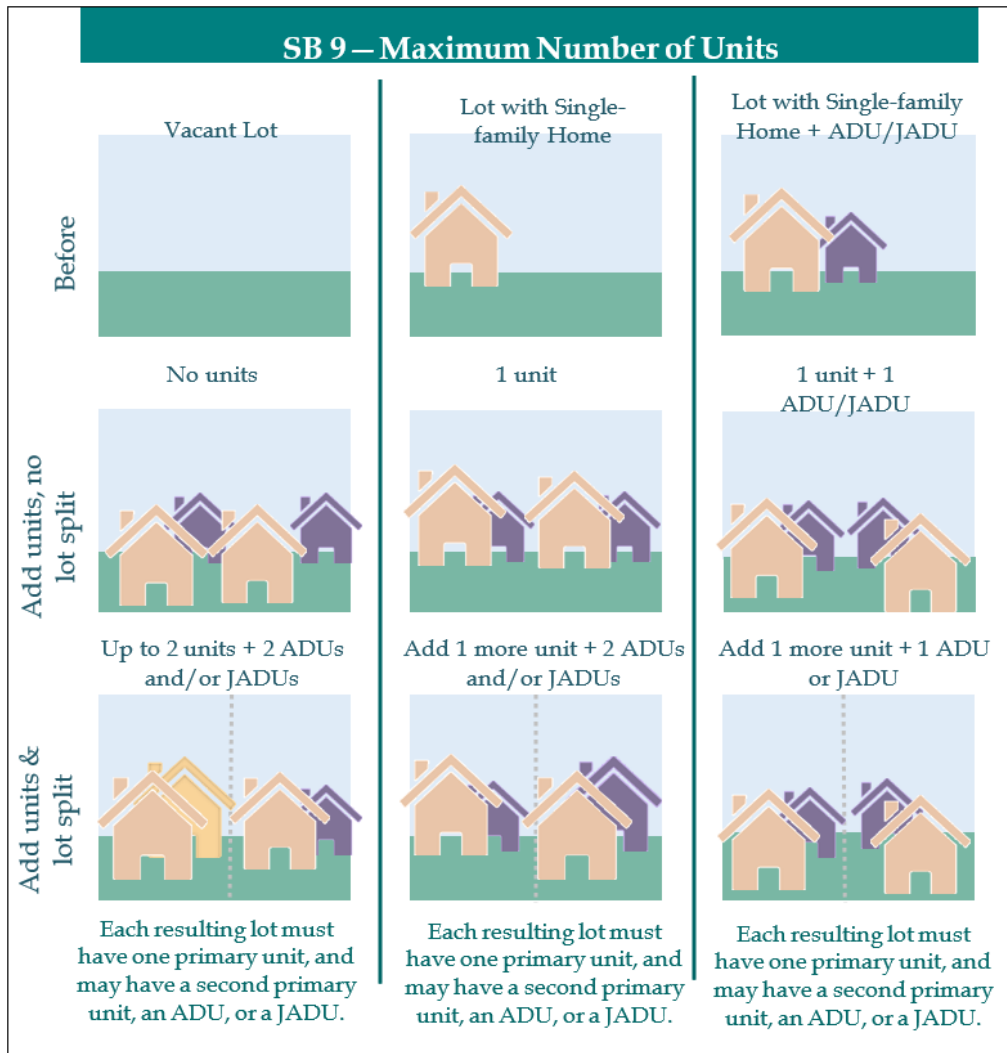 SB 9 – Maximum Number of Units
Vacant Lot
Lot with Single-
family Home
Lot with Single-family
Home + ADU/JADU
Before
No units
1 unit
1 unit + 1
ADU/JADU
Add units, no
lot split
Up to 2 units + 2 ADUs
and/or JADUs
Add 1 more unit + 2 ADUs
and/or JADUs
Add 1 more unit + 1 ADU
or JADU
Add units &
lot split
Each resulting lot must
have one primary unit, and
may have a second primary
unit, an ADU, or a JADU.
Each resulting lot must
have one primary unit, and
may have a second primary
unit, an ADU, or a JADU.
Each resulting lot must
have one primary unit, and
may have a second primary
unit, an ADU, or a JADU.